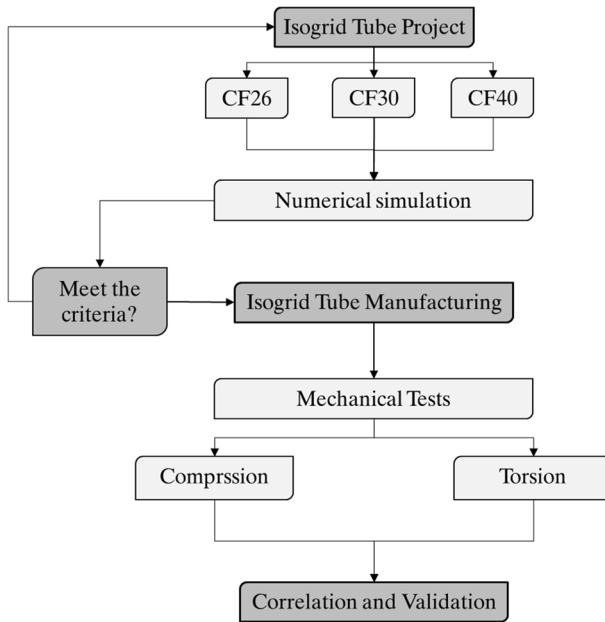 Isogrid Tube Project
CF26
CF30
CF40
Numerical simulation
Meet the
criteria?
Isogrid Tube Manufacturing
Mechanical Tests
Comprssion
Torsion
Correlation and Validation